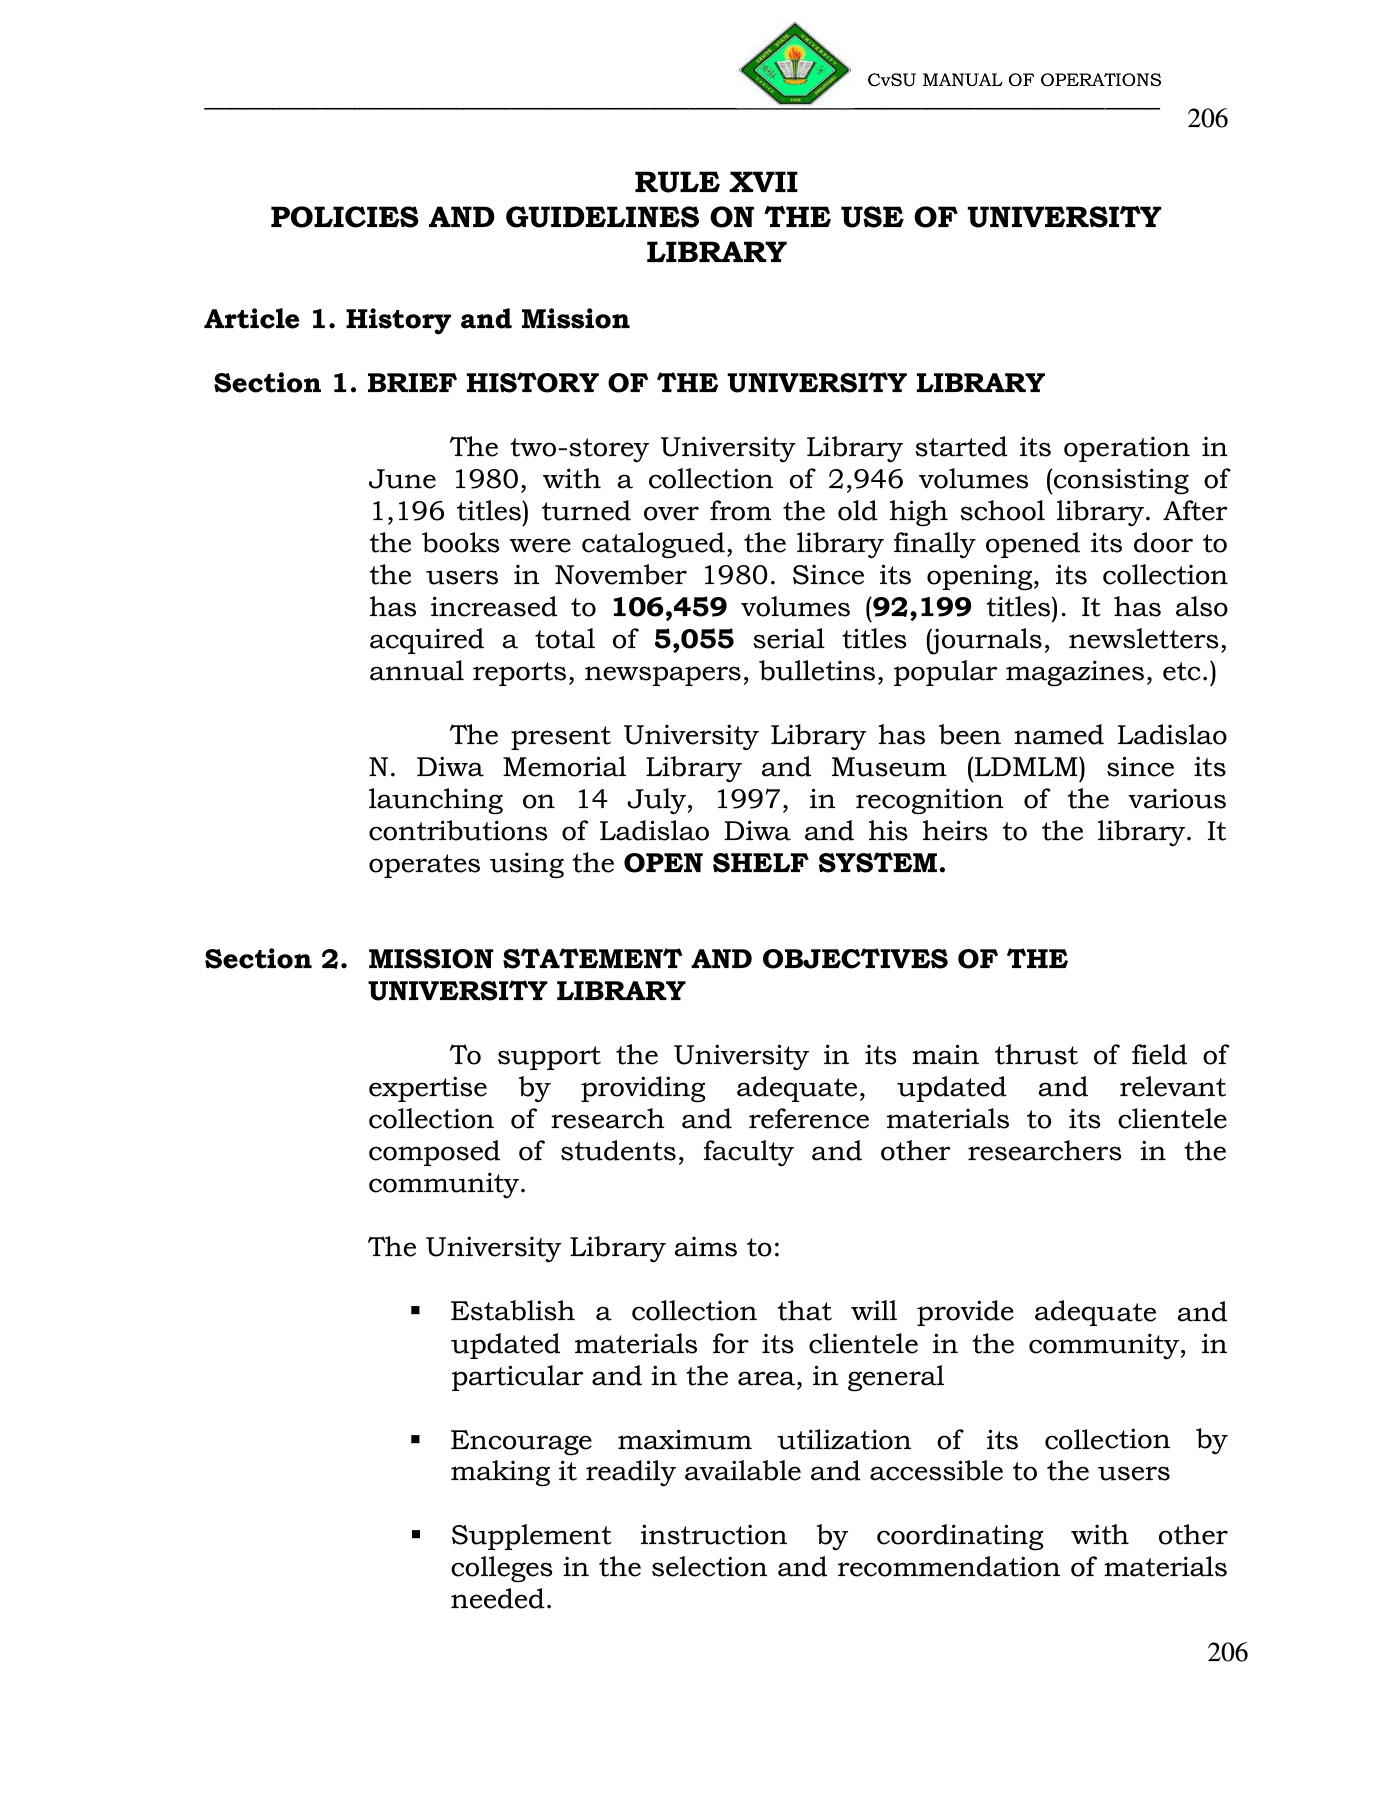 CvSU MANUAL OF OPERATIONS
206
RULE XVII
POLICIES AND GUIDELINES ON THE USE OF UNIVERSITY
LIBRARY
Article 1. History and Mission
Section 1. BRIEF HISTORY OF THE UNIVERSITY LIBRARY
The two-storey University Library started its operation in
June 1980, with a collection of 2,946 volumes (consisting of
1,196 titles) turned over from the old high school library. After
the books were catalogued, the library finally opened its door to
the users in November 1980. Since its opening, its collection
has increased to 106,459 volumes (92,199 titles). It has also
acquired a total of 5,055 serial titles (journals, newsletters,
annual reports, newspapers, bulletins, popular magazines, etc.)
The present University Library has been named Ladislao
N. Diwa Memorial Library and Museum (LDMLM) since its
launching on 14 July, 1997, in recognition of the various
contributions of Ladislao Diwa and his heirs to the library. It
operates using the OPEN SHELF SYSTEM.
Section 2. MISSION STATEMENT AND OBJECTIVES OF THE
UNIVERSITY LIBRARY
To support the University in its main thrust of field of
expertise by providing adequate, updated and relevant
collection of research and reference materials to its clientele
composed of students, faculty and other researchers in the
community.
The University Library aims to:
▪ Establish a collection that will provide adequate and
updated materials for its clientele in the community, in
particular and in the area, in general
▪ Encourage maximum utilization of its collection by
making it readily available and accessible to the users
▪ Supplement instruction by coordinating with other
colleges in the selection and recommendation of materials
needed.
206